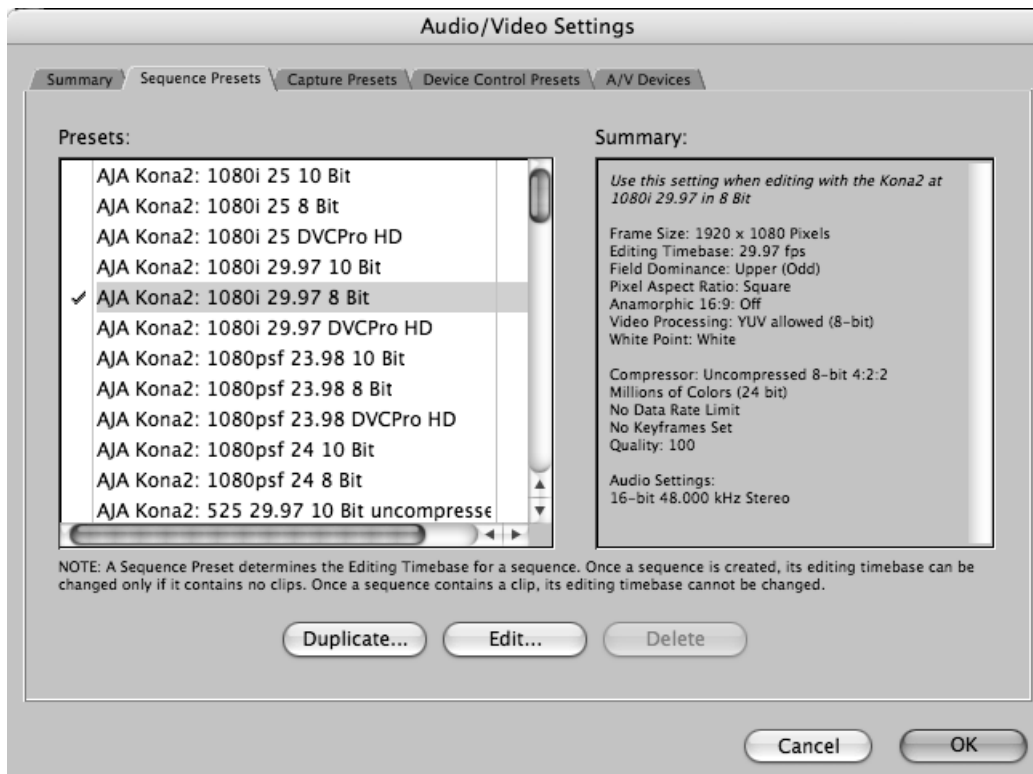 Audio/Video Settings
Summary
Sequence Presets
Capture Presets
Device Control Presets
A/V Devices
Presets:
AJA Kona2: 1080i 25 10 Bit
AJA Kona2: 1080i 25 8 Bit
AJA Kona2: 1080i 25 DVCPro HD
AJA Kona2: 1080i 29.97 10 Bit
AJA Kona2: 1080i 29.97 8 Bit
AJA Kona2: 1080i 29.97 DVCPro HD
AJA Kona2: 1080psf 23.98 10 Bit
AJA Kona2: 1080psf 23.98 8 Bit
AJA Kona2: 1080psf 23.98 DVCPro HD
AJA Kona2: 1080psf 24 10 Bit
AJA Kona2: 1080psf 24 8 Bit
AJA Kona2: 525 29.97 10 Bit uncompresse
Summary:
Use this setting when editing with the Kona2 at
1080i 29.97 in 8 Bit
Frame Size: 1920 x 1080 Pixels
Editing Timebase: 29.97 fps
Field Dominance: Upper (Odd)
Pixel Aspect Ratio: Square
Anamorphic 16:9: Off
Video Processing: YUV allowed (8-bit)
White Point: White
Compressor: Uncompressed 8-bit 4:2:2
Millions of Colors (24 bit)
No Data Rate Limit
No Keyframes Set
Quality: 100
Audio Settings:
16-bit 48.000 kHz Stereo
NOTE: A Sequence Preset determines the Editing Timebase for a sequence. Once a sequence is created, its editing timebase can be
changed only if it contains no clips. Once a sequence contains a clip, its editing timebase cannot be changed.
Duplicate...
Edit...
Delete
Cancel
OK